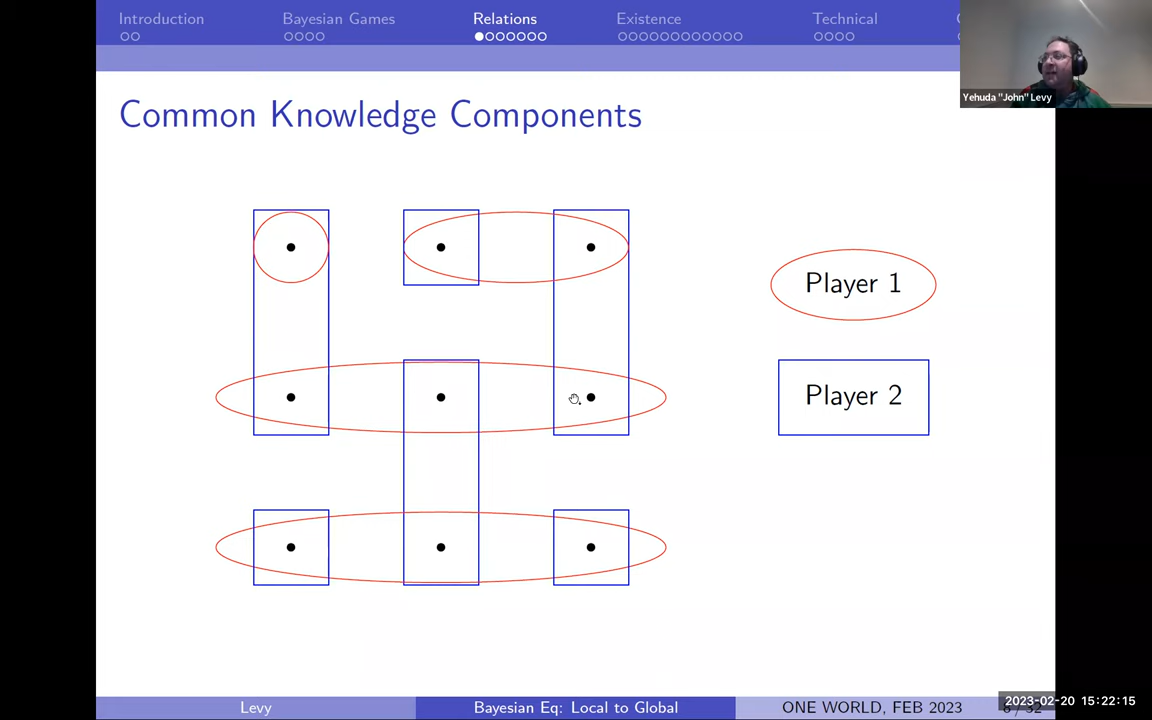 Introduction Bayesian Games Relations Existence Technical
Yehuda "John" Levy
Common Knowledge Components
Player 1
Player 2
Levy Bayesian Eq: Local to Global ONE WORLD, FEB 2023
2023-02-20 15:22:15